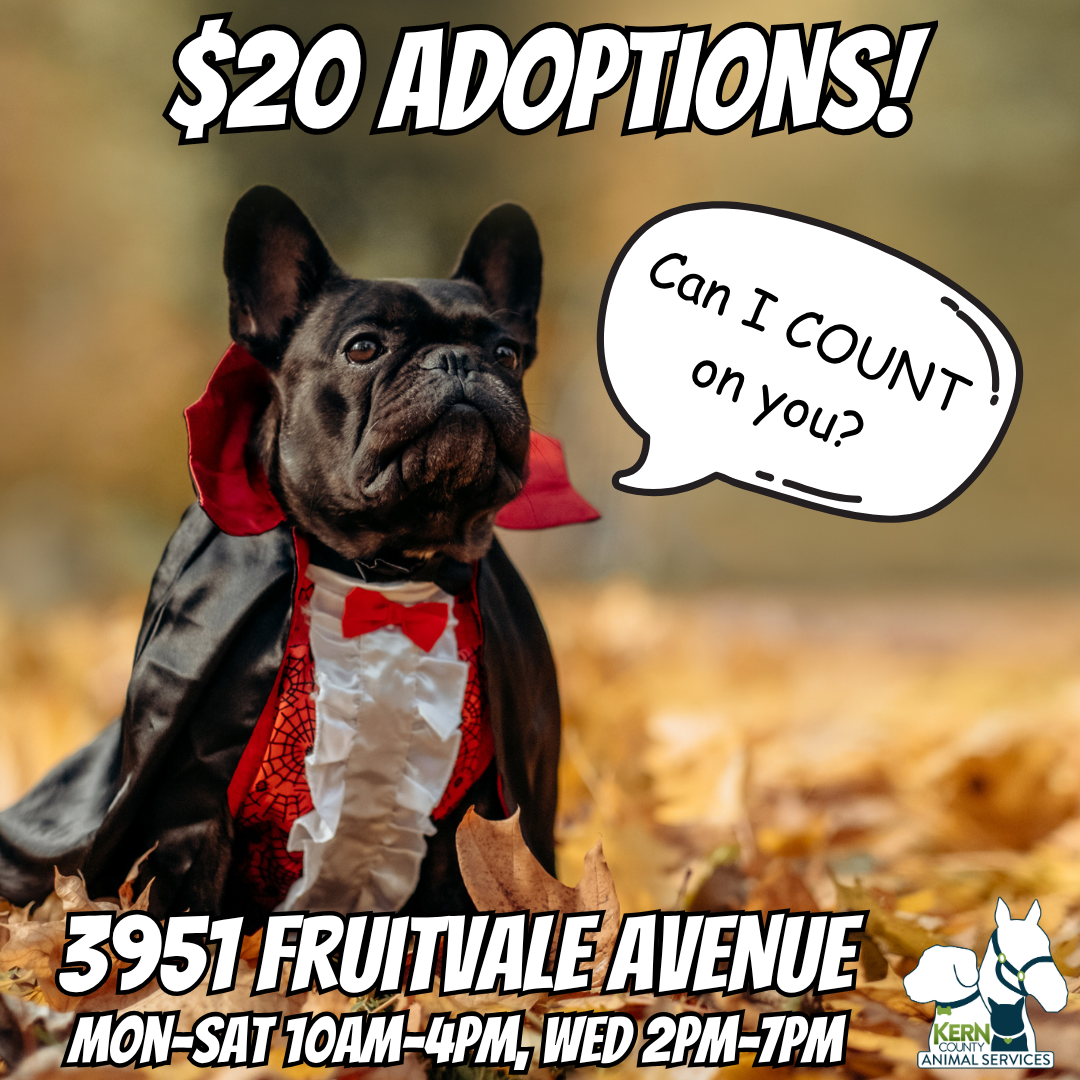 $20 ADOPTIONS!
Can I COUNT
on you?
3951 FRUITVALE AVENUE
MON-SAT 10AM-4PM, WED 2PM-7PM
KERN
COUNTY
ANIMAL SERVICES